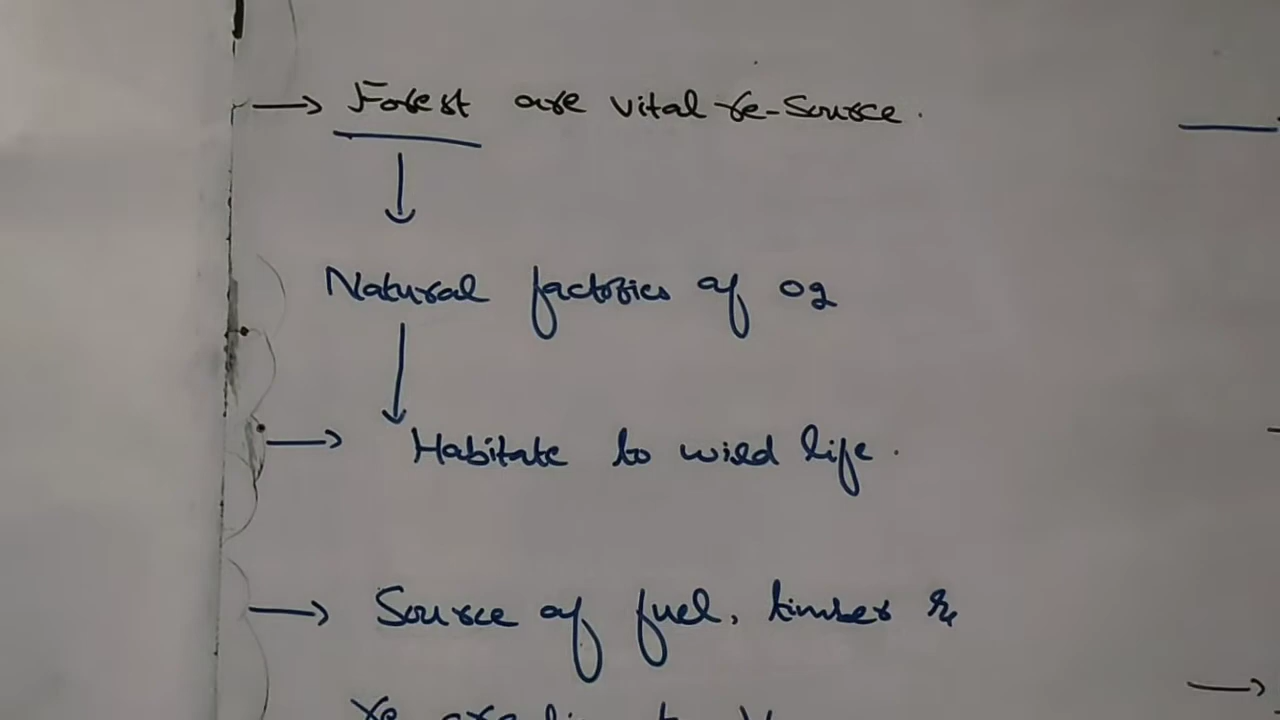 → Forest are vital re-source.
↓
Natural factories of O2
↓
→ Habitate to wild life.
→ Source of fuel, timber &